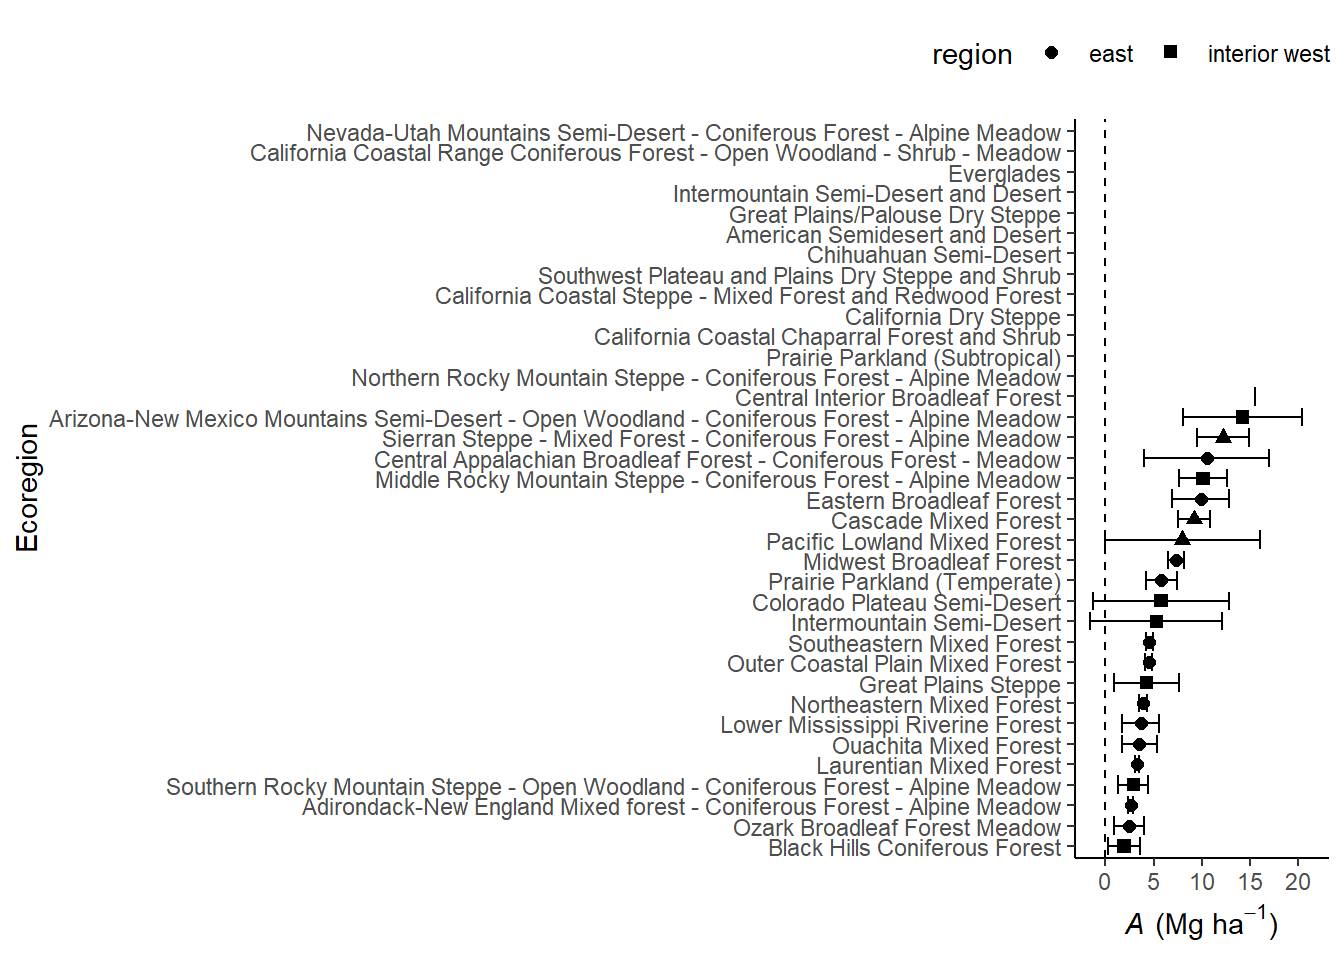 region east interior west
Nevada-Utah Mountains Semi-Desert - Coniferous Forest - Alpine Meadow
California Coastal Range Coniferous Forest - Open Woodland - Shrub - Meadow
Everglades
Intermountain Semi-Desert and Desert
Great Plains/Palouse Dry Steppe
American Semidesert and Desert
Chihuahuan Semi-Desert
Southwest Plateau and Plains Dry Steppe and Shrub
California Coastal Steppe - Mixed Forest and Redwood Forest
California Dry Steppe
California Coastal Chaparral Forest and Shrub
Prairie Parkland (Subtropical)
Northern Rocky Mountain Steppe - Coniferous Forest - Alpine Meadow
Central Interior Broadleaf Forest
Arizona-New Mexico Mountains Semi-Desert - Open Woodland - Coniferous Forest - Alpine Meadow
Sierran Steppe - Mixed Forest - Coniferous Forest - Alpine Meadow
Central Appalachian Broadleaf Forest - Coniferous Forest - Meadow
Middle Rocky Mountain Steppe - Coniferous Forest - Alpine Meadow
Eastern Broadleaf Forest
Cascade Mixed Forest
Pacific Lowland Mixed Forest
Midwest Broadleaf Forest
Prairie Parkland (Temperate)
Colorado Plateau Semi-Desert
Intermountain Semi-Desert
Southeastern Mixed Forest
Outer Coastal Plain Mixed Forest
Great Plains Steppe
Northeastern Mixed Forest
Lower Mississippi Riverine Forest
Ouachita Mixed Forest
Laurentian Mixed Forest
Southern Rocky Mountain Steppe - Open Woodland - Coniferous Forest - Alpine Meadow
Adirondack-New England Mixed forest - Coniferous Forest - Alpine Meadow
Ozark Broadleaf Forest Meadow
Black Hills Coniferous Forest
Ecoregion
0 5 10 15 20
A (Mg ha⁻¹)